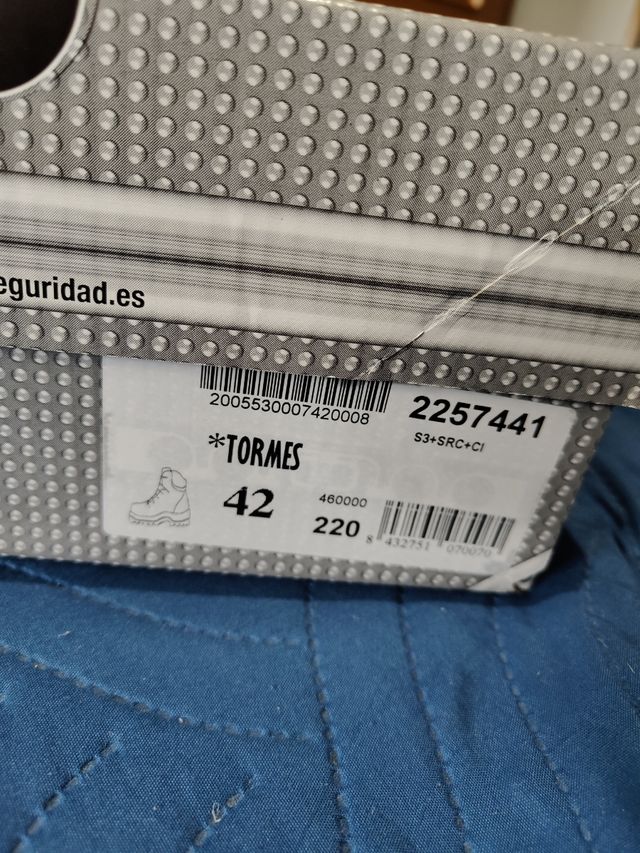 eguridad.es
2005530007420008
2257441
S3+SRC+CI
*TORMES
42
460000
220
8 432751 070070